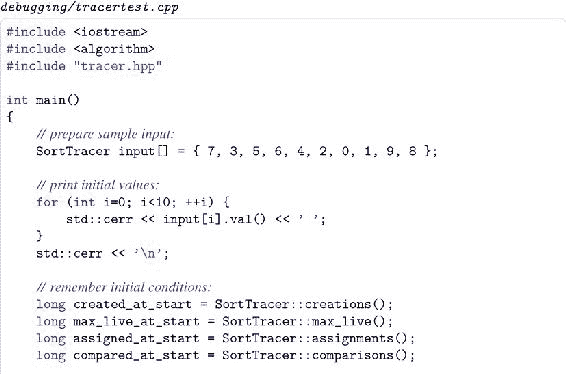 debugging/tracertest.cpp
#include <iostream>
#include <algorithm>
#include "tracer.hpp"
int main()
{
// prepare sample input:
SortTracer input[] = { 7, 3, 5, 6, 4, 2, 0, 1, 9, 8 };
// print initial values:
for (int i=0; i<10; ++i) {
std::cerr << input[i].val() << ' ';
}
std::cerr << '\n';
// remember initial conditions:
long created_at_start = SortTracer::creations();
long max_live_at_start = SortTracer::max_live();
long assigned_at_start = SortTracer::assignments();
long compared_at_start = SortTracer::comparisons();